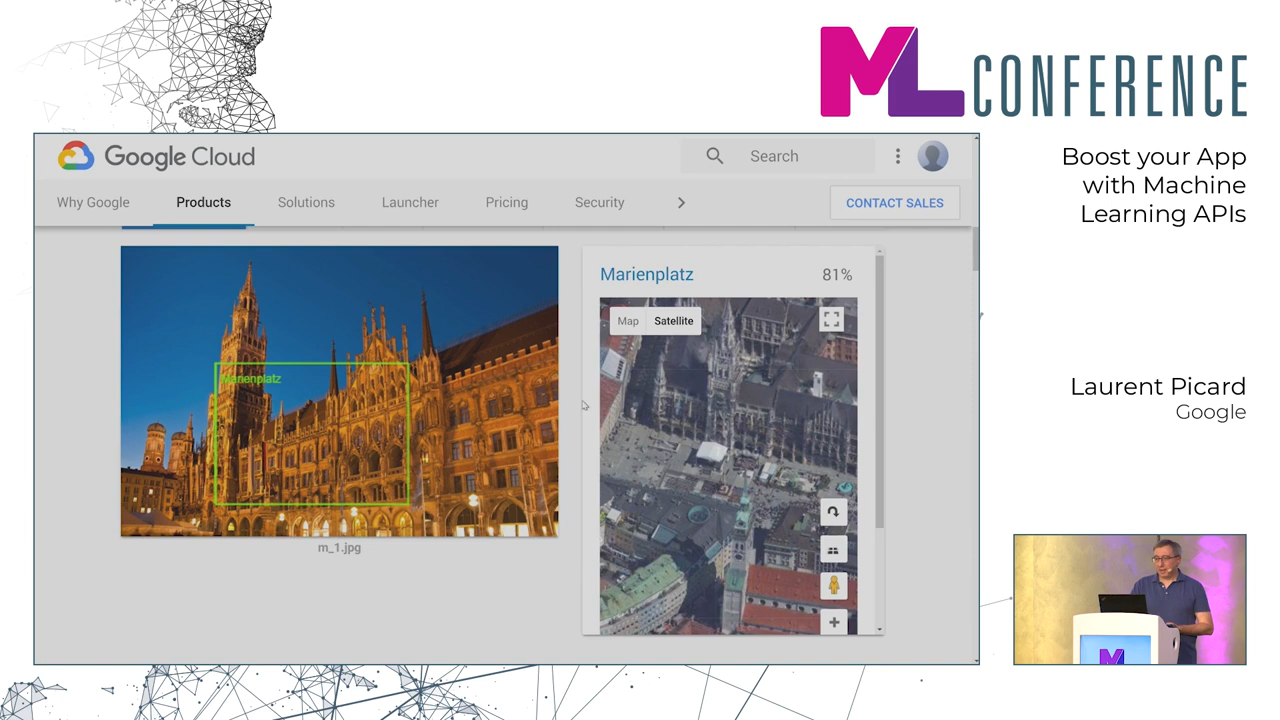 ML CONFERENCE
Boost your App
with Machine
Learning APIs
Laurent Picard
Google
Google Cloud
Search
Why Google
Products
Solutions
Launcher
Pricing
Security
CONTACT SALES
Marienplatz
m_1.jpg
Marienplatz
81%
Map
Satellite
ML